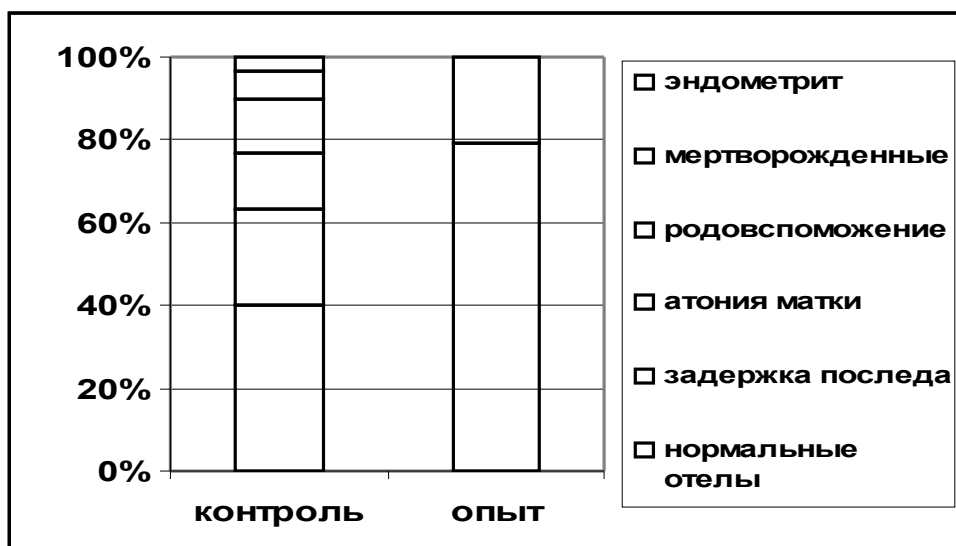 100%
80%
60%
40%
20%
0%
контроль опыт
эндометрит
мертворожденные
родовспоможение
атония матки
задержка последа
нормальные
отелы